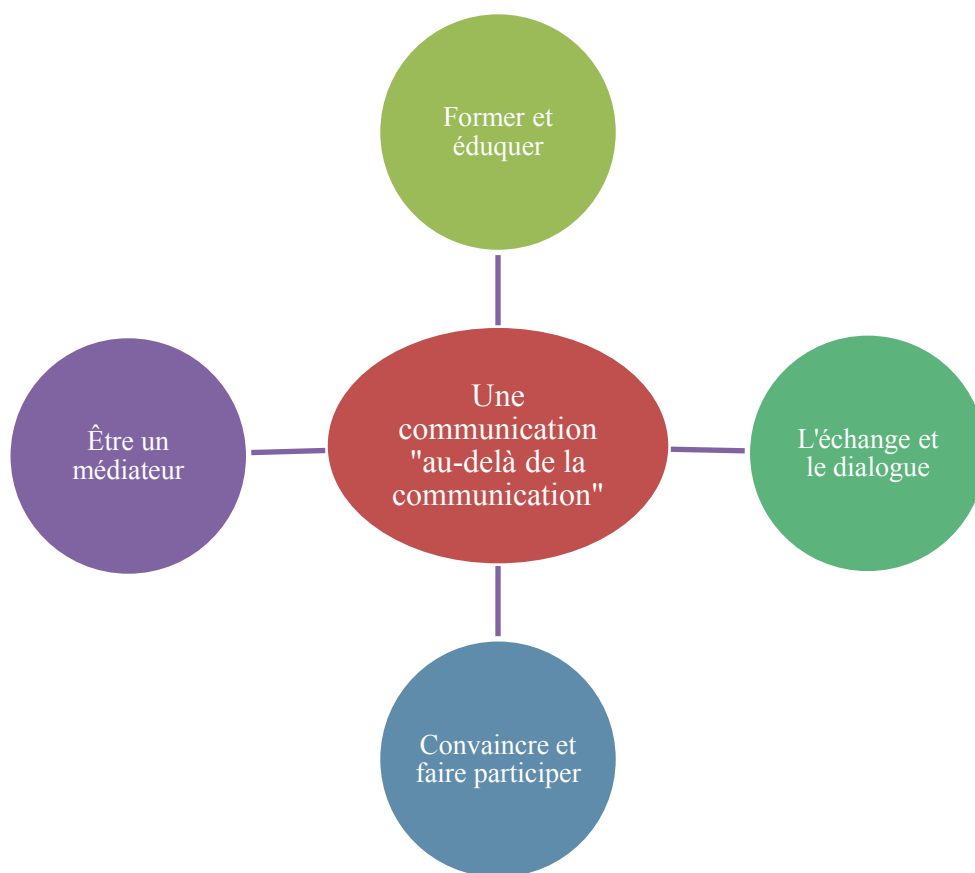 Former et
éduquer
Être un
médiateur
Une
communication
"au-delà de la
communication"
L'échange et
le dialogue
Convaincre et
faire participer